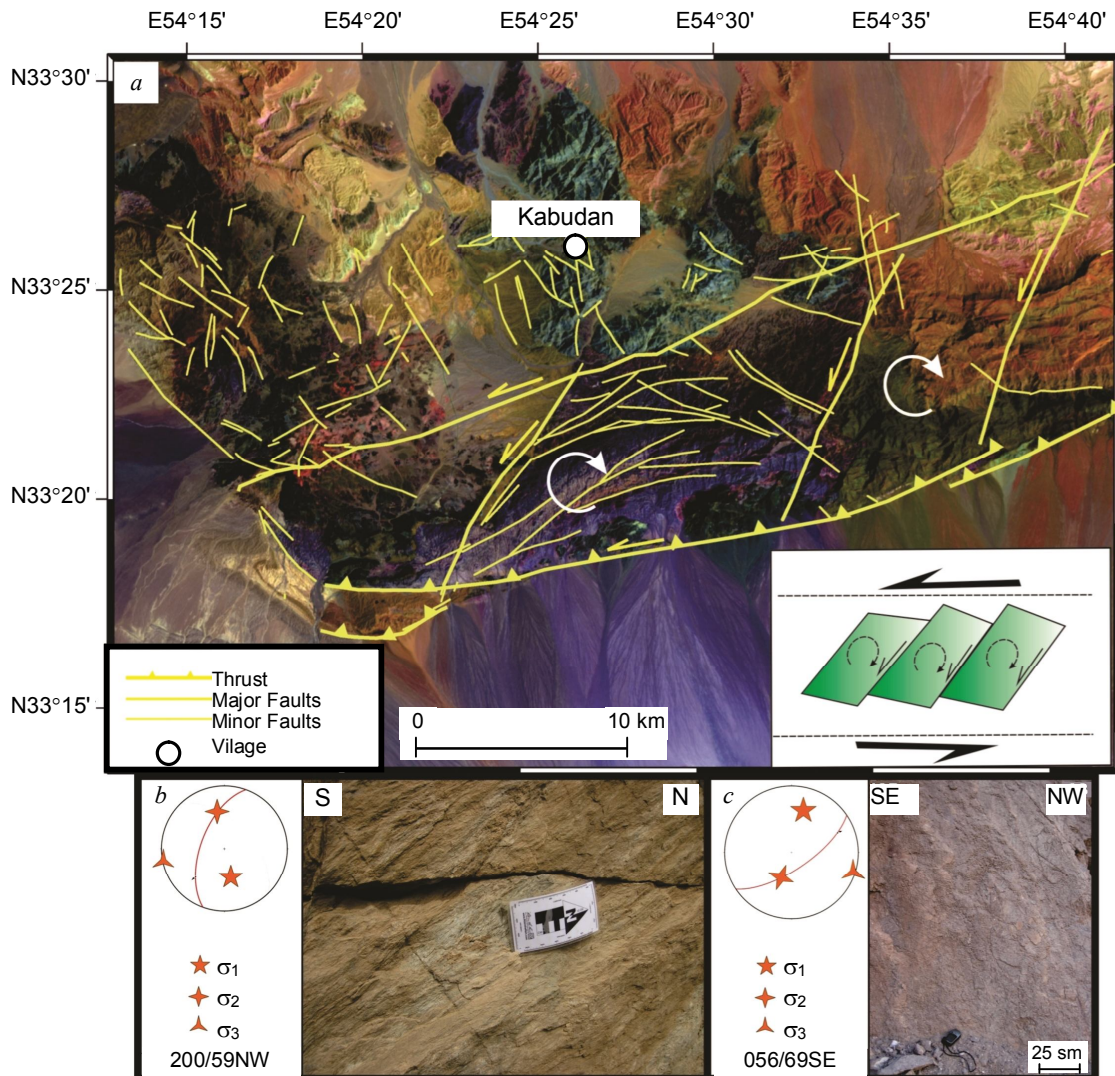 E54°15' E54°20' E54°25' E54°30' E54°35' E54°40'
N33°30'
a
Kabudan
N33°25'
N33°20'
N33°15'
Thrust
Major Faults
Minor Faults
Vilage
0 10 km
b
S N
σ1
σ2
σ3
200/59NW
c
SE NW
σ1
σ2
σ3
056/69SE
25 sm